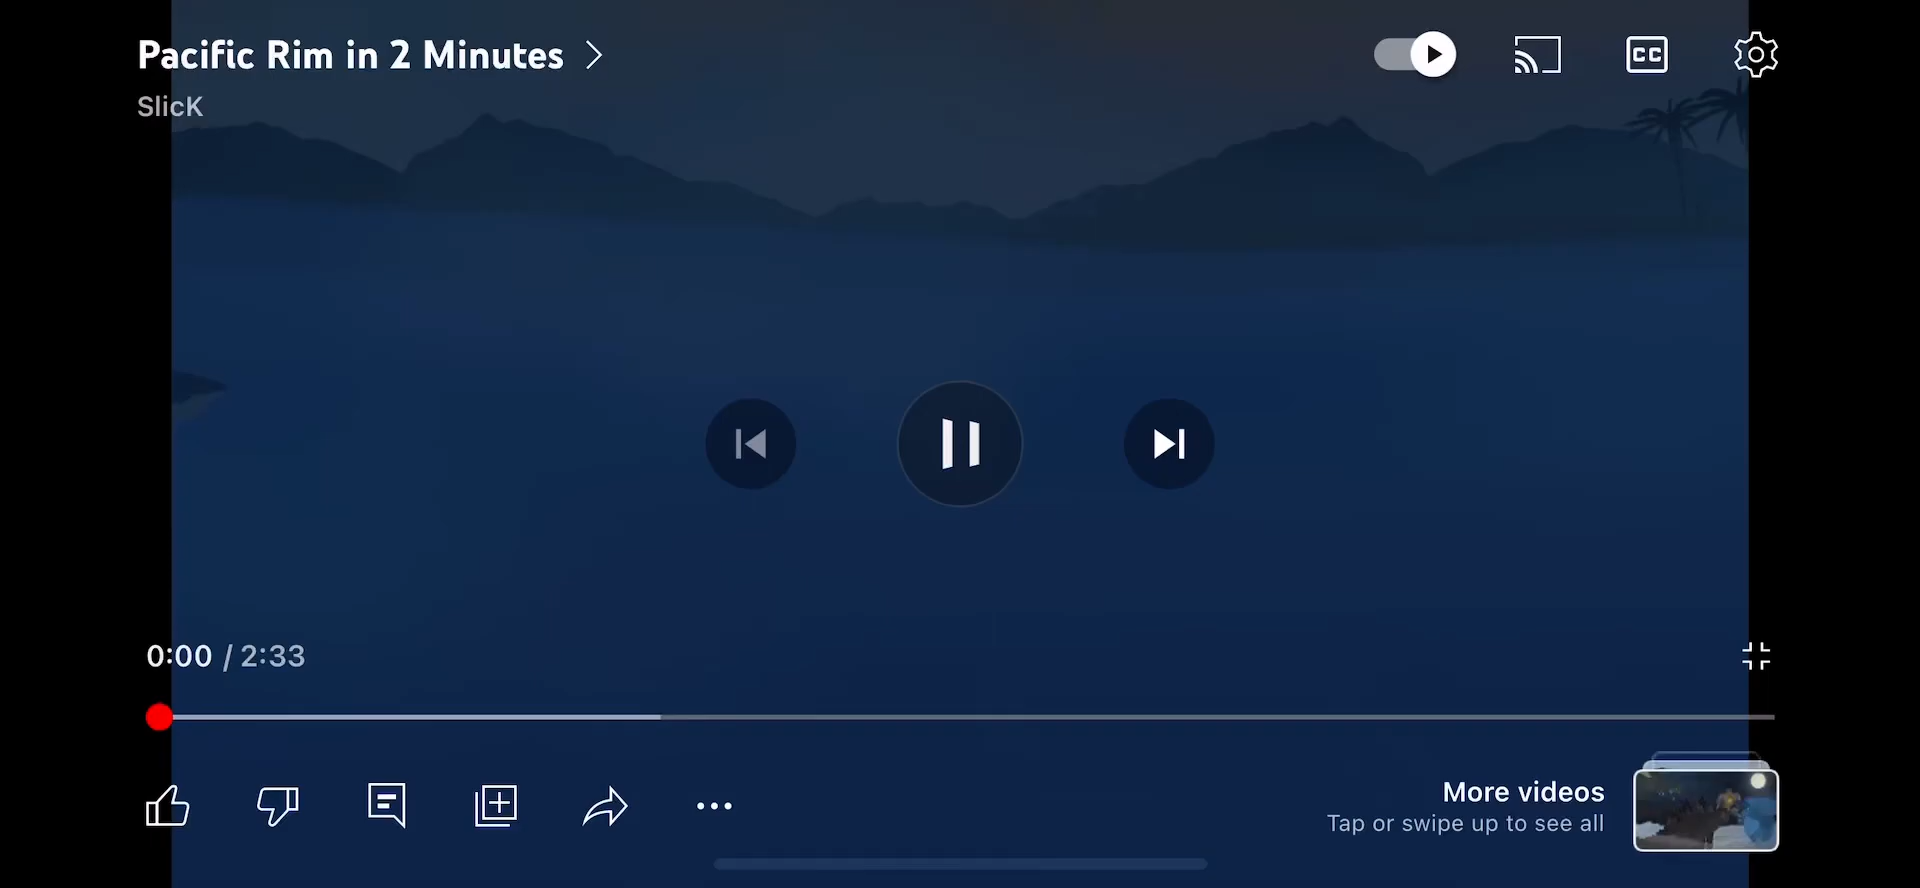 Pacific Rim in 2 Minutes
SlicK
CC
0:00 / 2:33
More videos
Tap or swipe up to see all